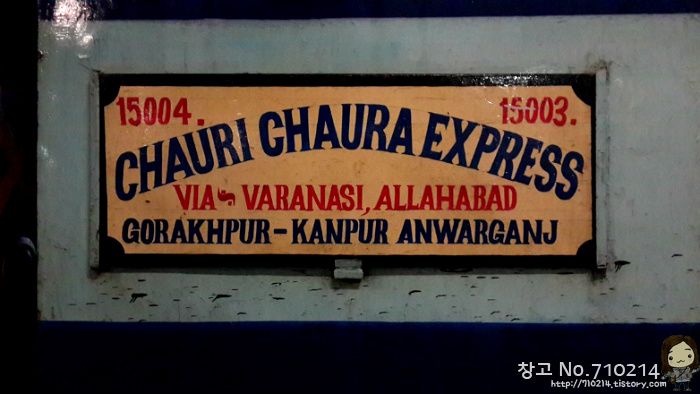 15004. 15003.
CHAURI CHAURA EXPRESS
VIA VARANASI, ALLAHABAD
GORAKHPUR - KANPUR ANWARGANJ
창고 No.710214
http://710214.tistory.com/